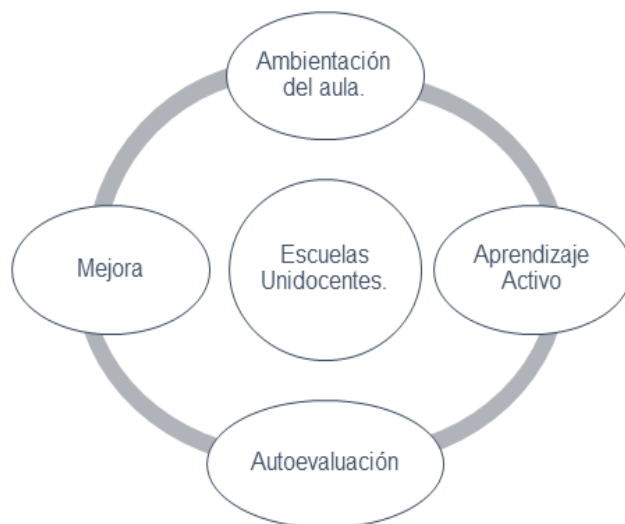 Ambientación
del aula.
Mejora
Escuelas
Unidocentes.
Aprendizaje
Activo
Autoevaluación